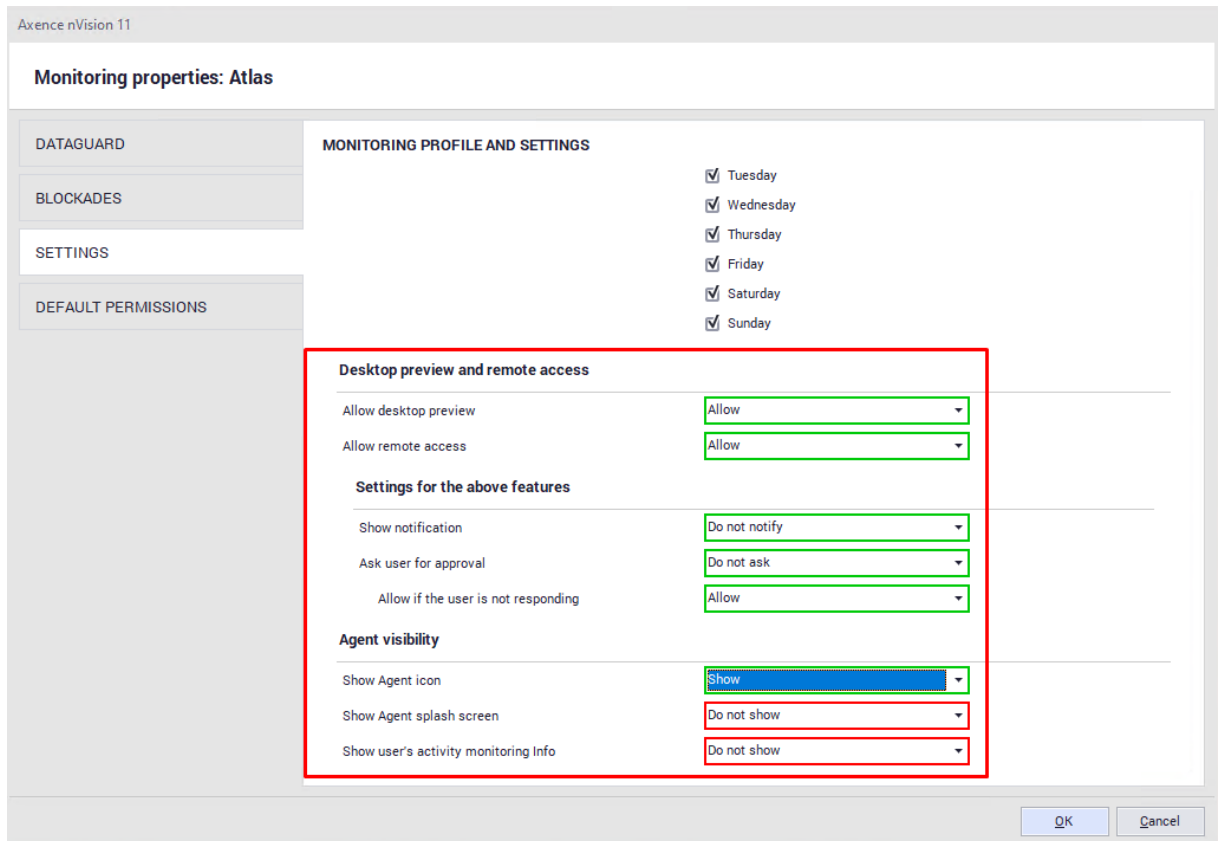 Axence nVision 11
Monitoring properties: Atlas
DATAGUARD
BLOCKADES
SETTINGS
DEFAULT PERMISSIONS
MONITORING PROFILE AND SETTINGS
Tuesday
Wednesday
Thursday
Friday
Saturday
Sunday
Desktop preview and remote access
Allow desktop preview Allow
Allow remote access Allow
Settings for the above features
Show notification Do not notify
Ask user for approval Do not ask
Allow if the user is not responding Allow
Agent visibility
Show Agent icon Show
Show Agent splash screen Do not show
Show user's activity monitoring Info Do not show
OK Cancel